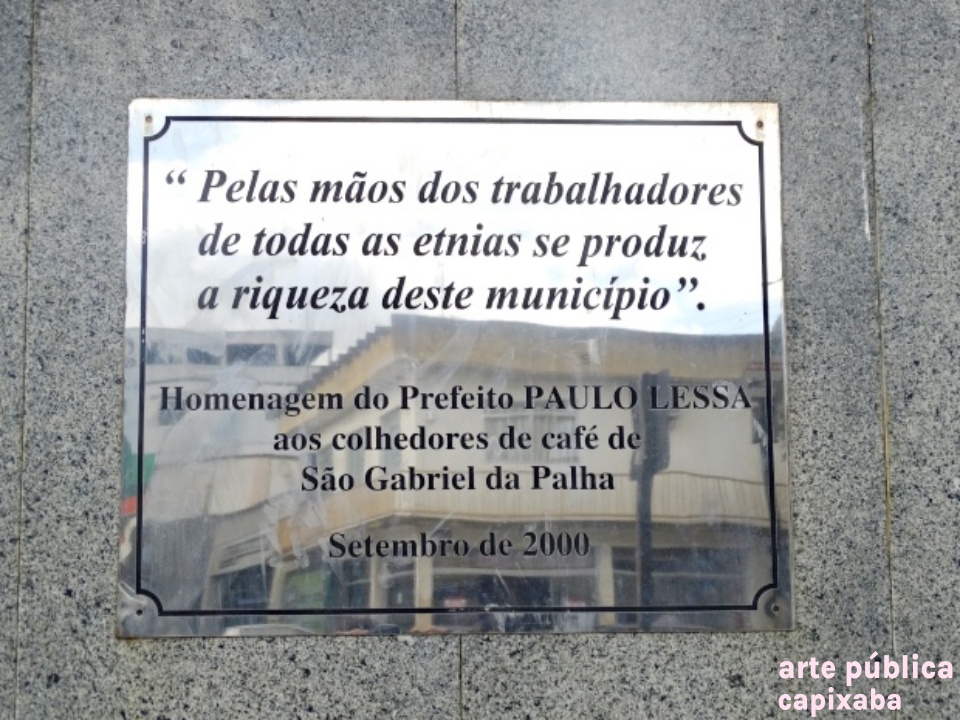 “ Pelas mãos dos trabalhadores
de todas as etnias se produz
a riqueza deste município”.
Homenagem do Prefeito PAULO LESSA
aos colhedores de café de
São Gabriel da Palha
Setembro de 2000
arte pública
capixaba